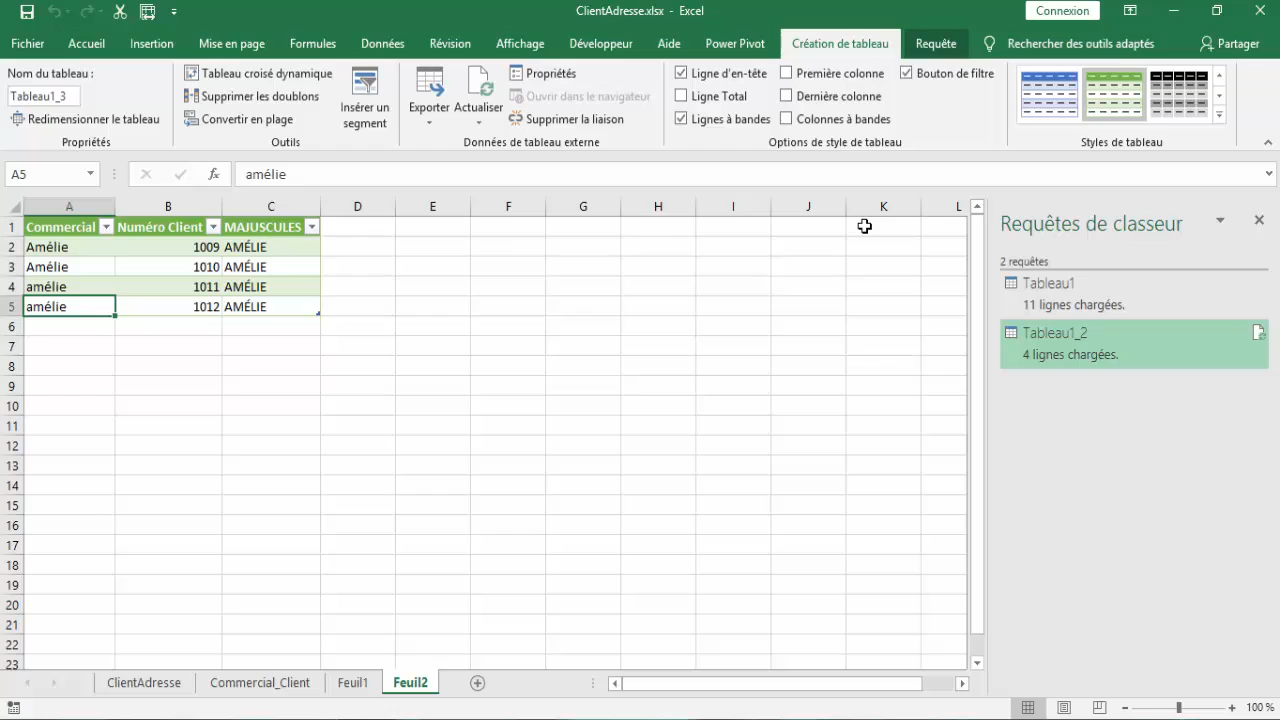 ClientAdresse.xlsx - Excel
Connexion
Fichier Accueil Insertion Mise en page Formules Données Révision Affichage Développeur Aide Power Pivot Création de tableau Requête Rechercher des outils adaptés Partager
Nom du tableau :
Tableau1_3
Redimensionner le tableau
Propriétés
Tableau croisé dynamique
Supprimer les doublons
Convertir en plage
un
segment
Outils
Exporter Actualiser
Propriétés
Ouvrir dans le navigateur
Supprimer la liaison
Données de tableau externe
Ligne d'en-tête Première colonne Bouton de filtre
Ligne Total Dernière colonne
Lignes à bandes Colonnes à bandes
Options de style de tableau
Styles de tableau
A5 fx amélie
A B C D E F G H I J K L
1 Commercial Numéro Client MAJUSCULES
2 Amélie 1009 AMÉLIE
3 Amélie 1010 AMÉLIE
4 amélie 1011 AMÉLIE
5 amélie 1012 AMÉLIE
6
7
8
9
10
11
12
13
14
15
16
17
18
19
20
21
22
23
Requêtes de classeur
2 requêtes
Tableau1
11 lignes chargées.
Tableau1_2
4 lignes chargées.
ClientAdresse Commercial_Client Feuil1 Feuil2
100 %